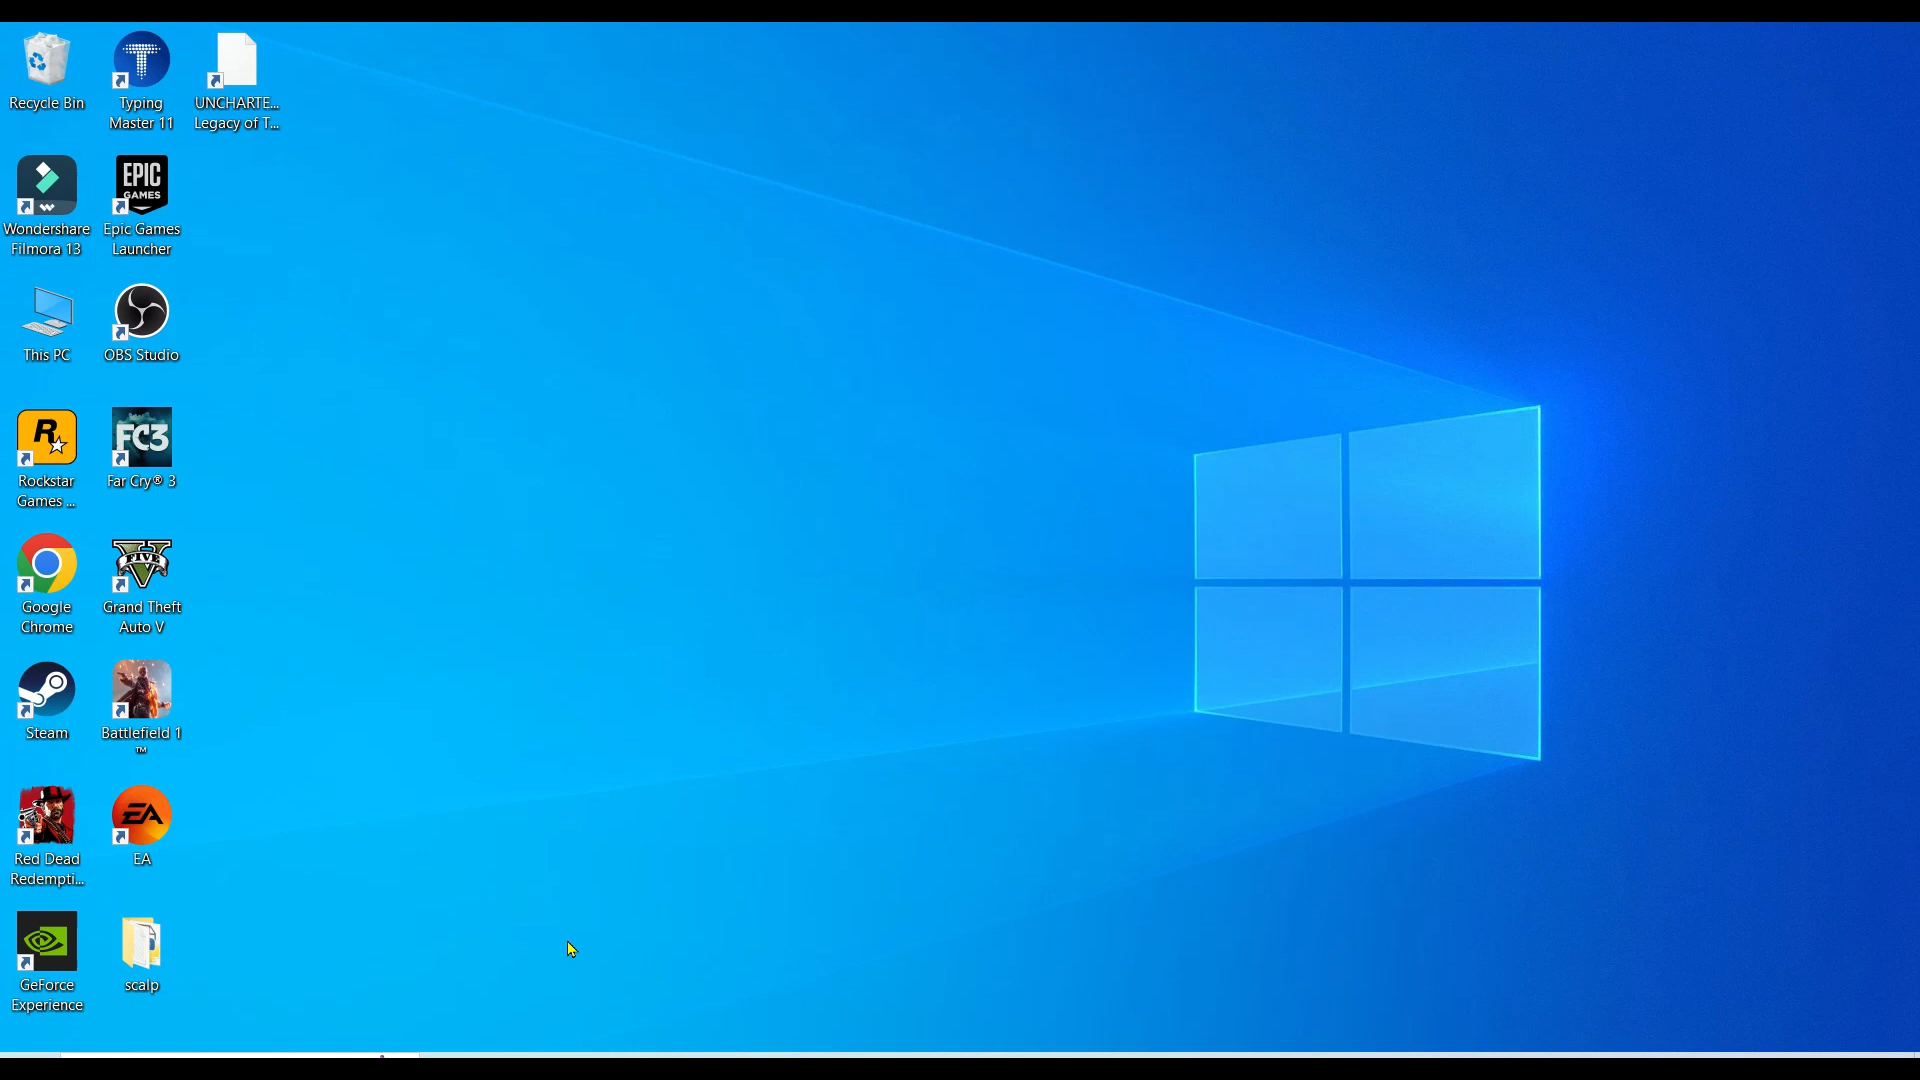 Recycle Bin
Typing
Master 11
UNCHARTE...
Legacy of T...
Wondershare
Filmora 13
EPIC
GAMES
Epic Games
Launcher
This PC
OBS Studio
R
Rockstar
Games ...
FC3
Far Cry® 3
Google
Chrome
FIVE
Grand Theft
Auto V
Steam
Battlefield 1
™
Red Dead
Redempti...
EA
EA
GeForce
Experience
scalp